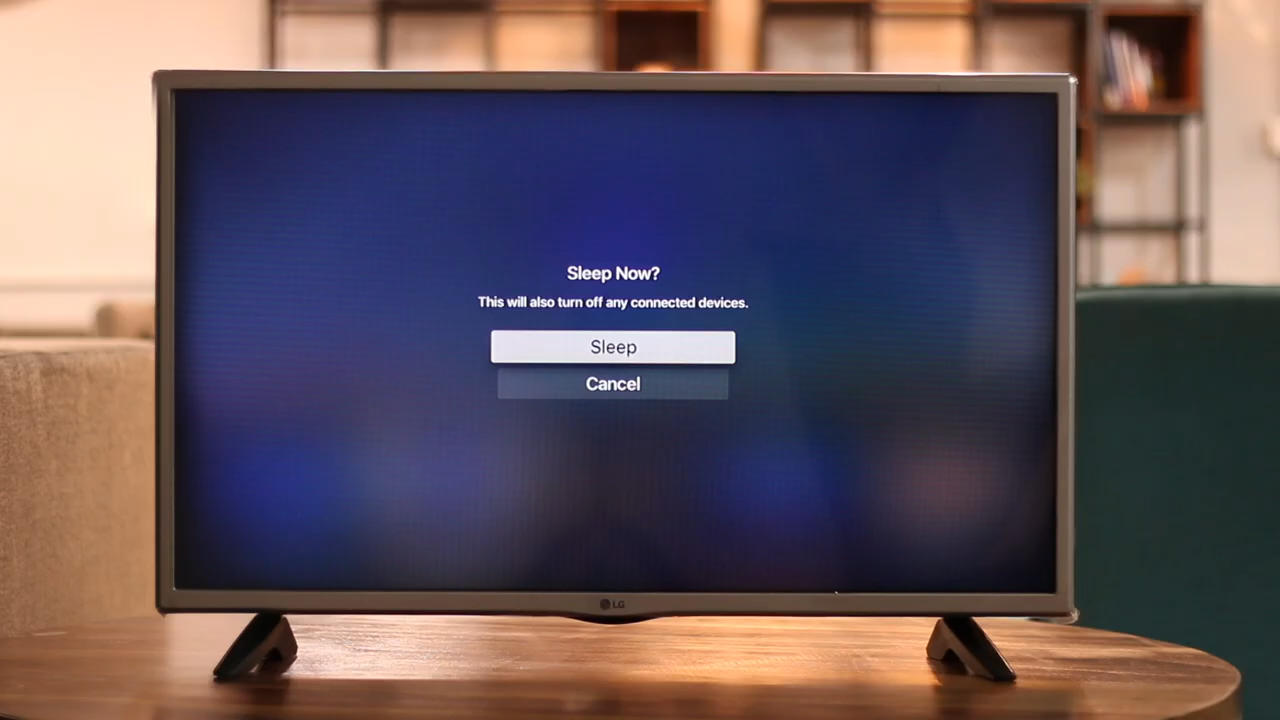 Sleep Now?
This will also turn off any connected devices.
Sleep
Cancel
LG